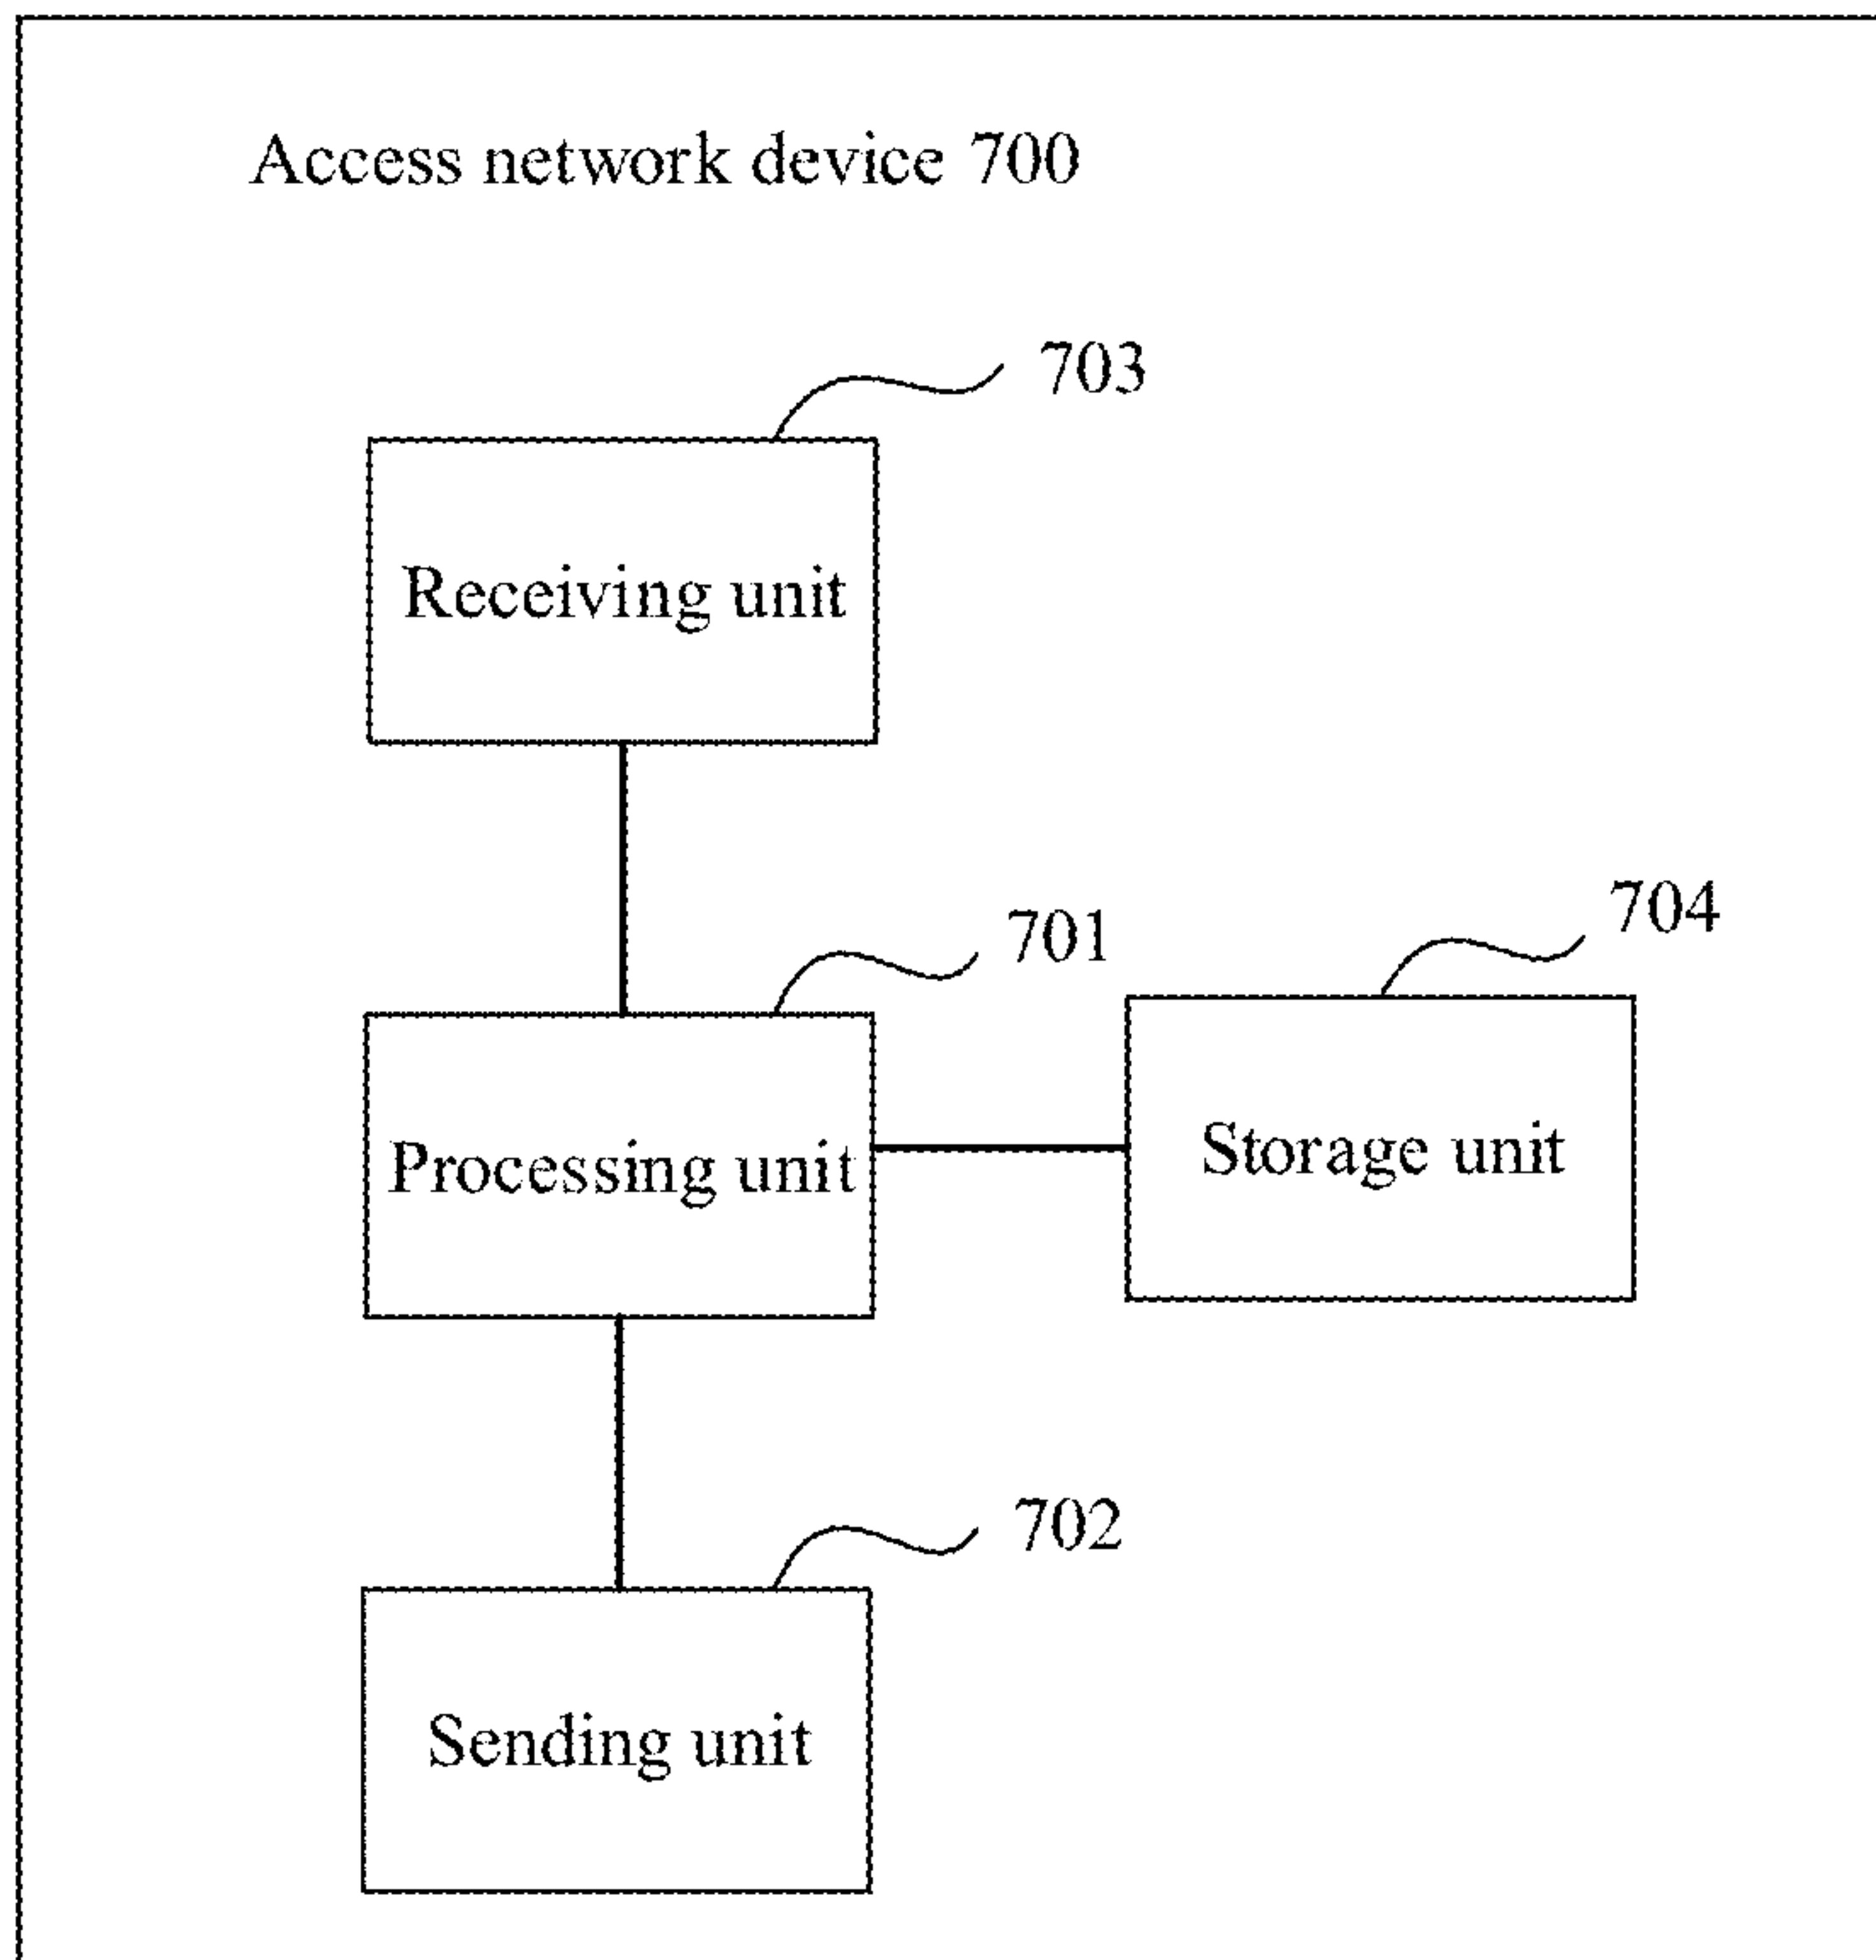 Access network device 700
703
Receiving unit
701
704
Processing unit
Storage unit
702
Sending unit